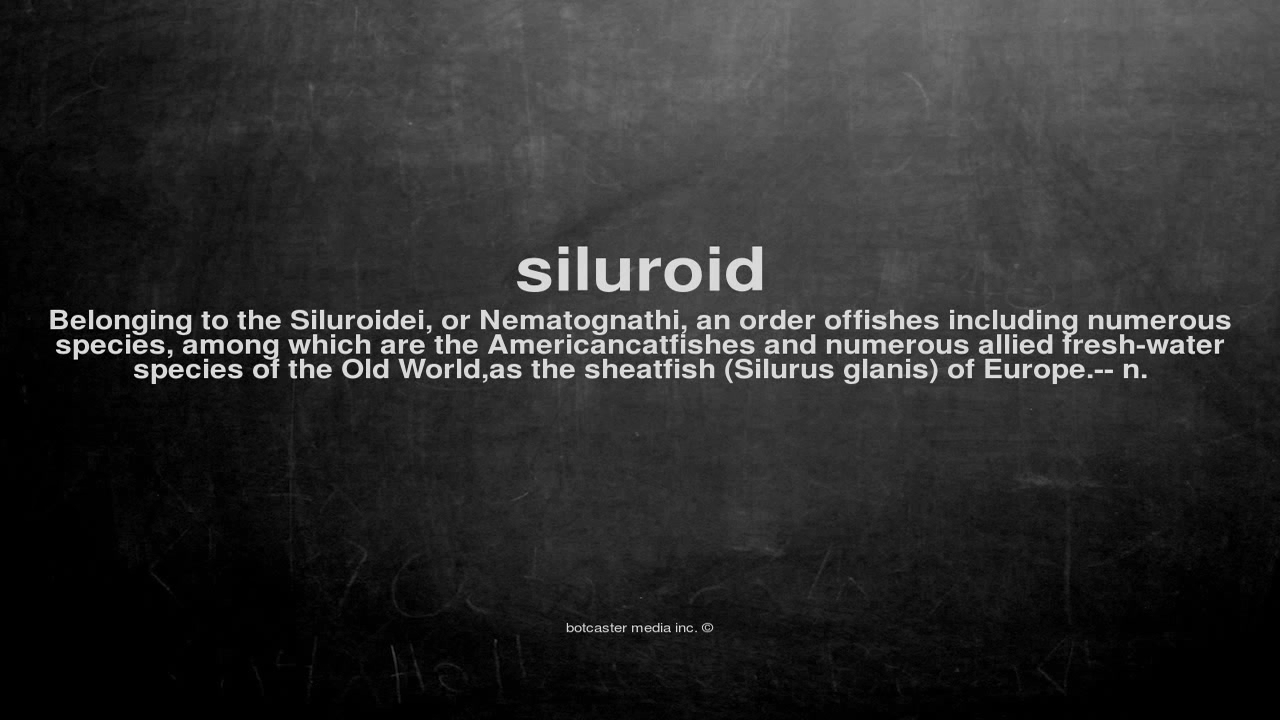 siluroid
Belonging to the Siluroidei, or Nematognathi, an order offishes including numerous
species, among which are the Americancatfishes and numerous allied fresh-water
species of the Old World,as the sheatfish (Silurus glanis) of Europe.-- n.
botcaster media inc. ©